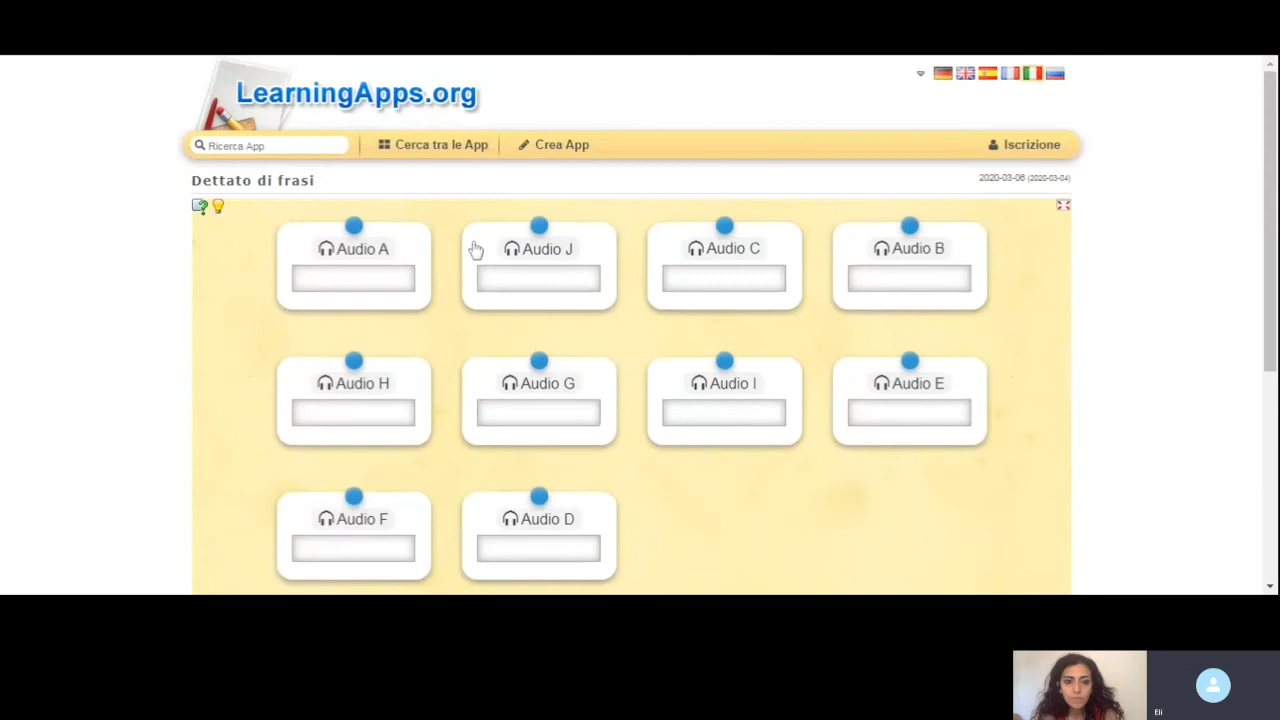 LearningApps.org
Ricerca App
Cerca tra le App
Crea App
Iscrizione
Dettato di frasi
2020-03-06 (2020-03-04)
Audio A
Audio J
Audio C
Audio B
Audio H
Audio G
Audio I
Audio E
Audio F
Audio D
Eli